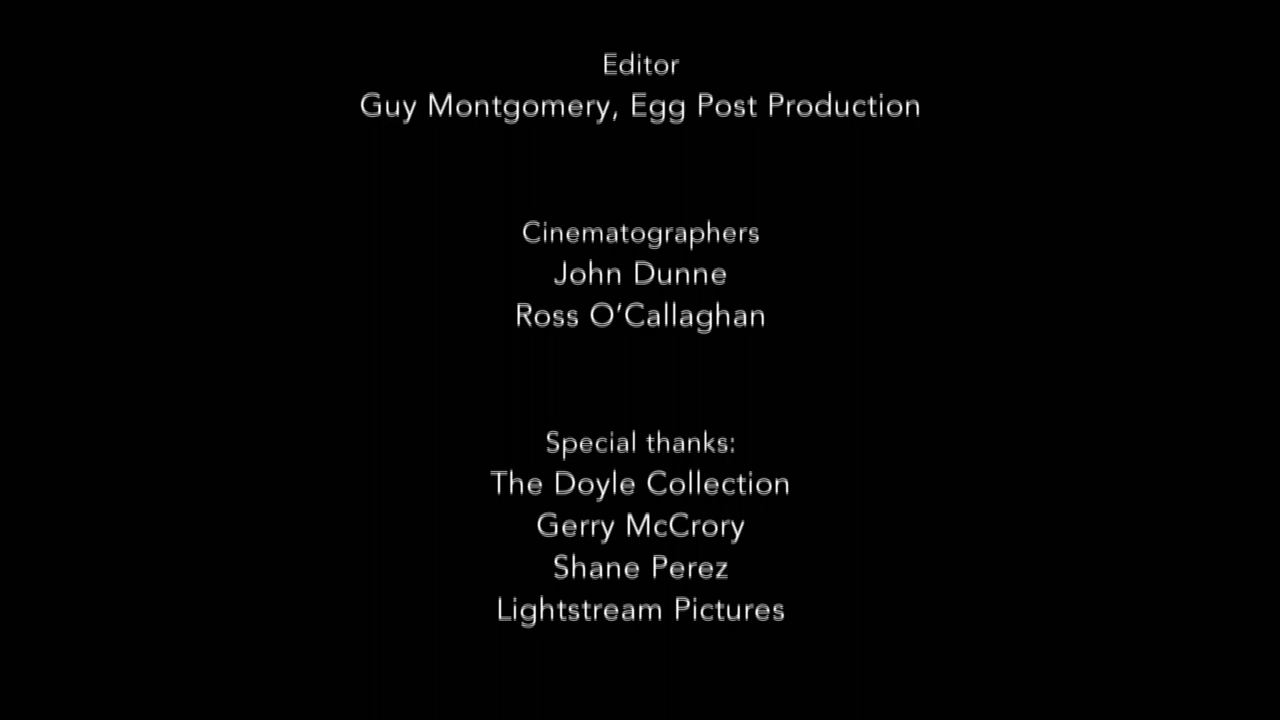 Editor
Guy Montgomery, Egg Post Production
Cinematographers
John Dunne
Ross O’Callaghan
Special thanks:
The Doyle Collection
Gerry McCrory
Shane Perez
Lightstream Pictures